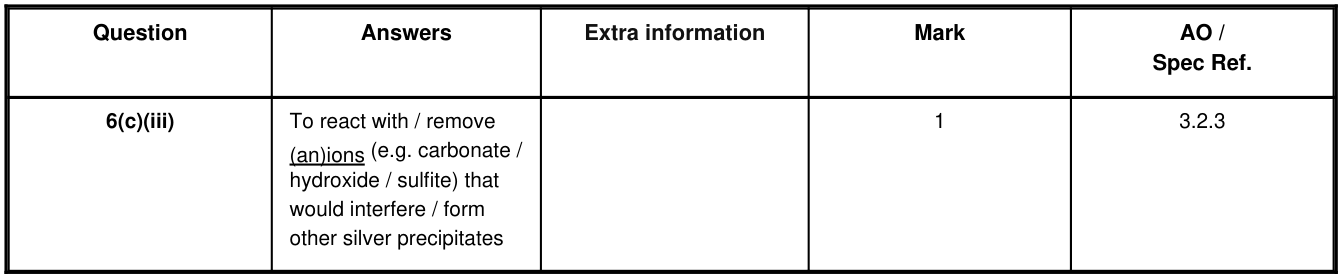 Question Answers Extra information Mark AO /
Spec Ref.
6(c)(iii) To react with / remove 1 3.2.3
(an)ions (e.g. carbonate /
hydroxide / sulfite) that
would interfere / form
other silver precipitates